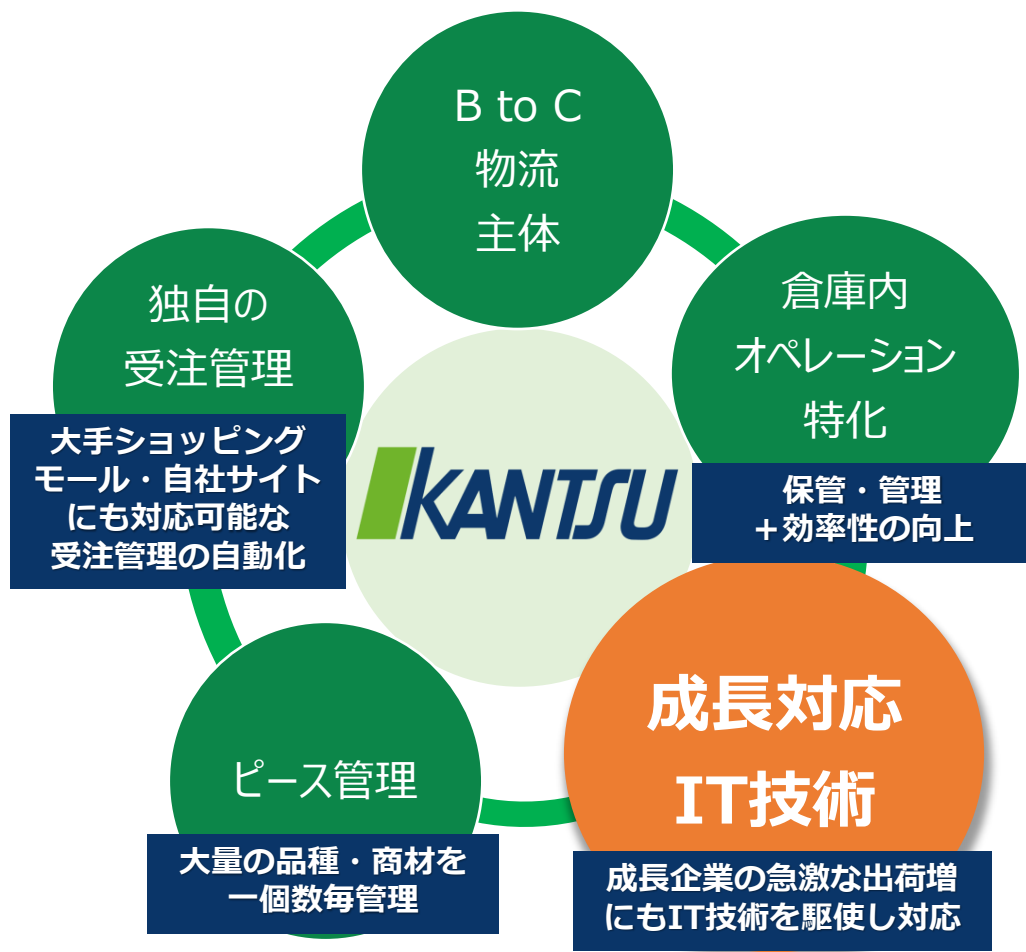 B to C
物流
主体
倉庫内
オペレーション
特化
保管・管理
＋効率性の向上
独自の
受注管理
大手ショッピング
モール・自社サイト
にも対応可能な
受注管理の自動化
KANTSU
成長対応
IT技術
成長企業の急激な出荷増
にもIT技術を駆使し対応
ピース管理
大量の品種・商材を
一個数毎管理